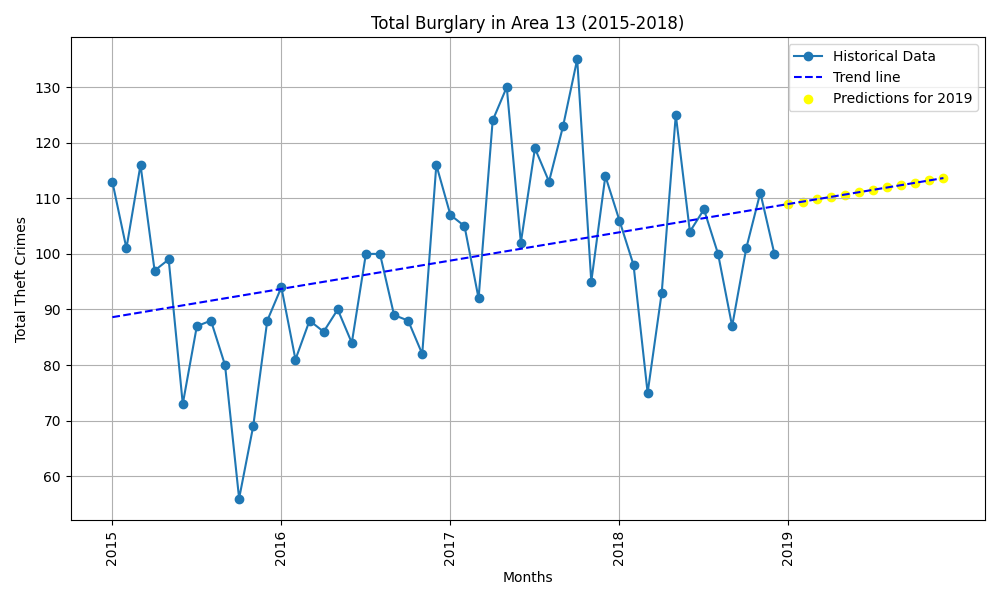 Total Burglary in Area 13 (2015-2018)
Historical Data
Trend line
Predictions for 2019
Total Theft Crimes
130
120
110
100
90
80
70
60
2015
2016
2017
2018
2019
Months